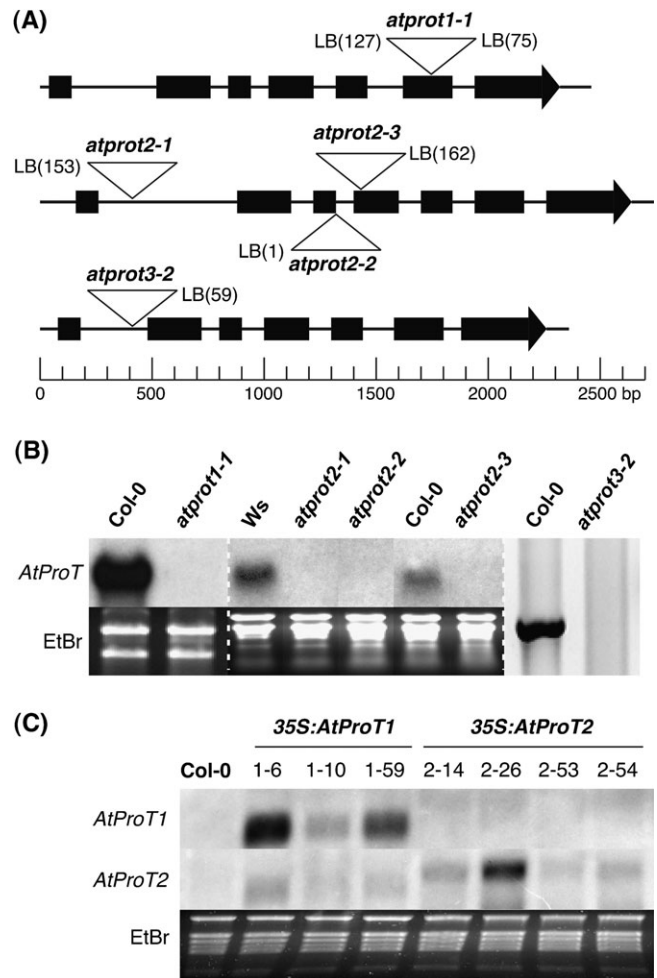 (A)
atprot1-1
LB(127) LB(75)
atprot2-1 atprot2-3
LB(153) LB(162)
LB(1) atprot2-2
atprot3-2
LB(59)
0 500 1000 1500 2000 2500 bp
(B)
Col-0 atprot1-1 Ws atprot2-1 atprot2-2 Col-0 atprot2-3 Col-0 atprot3-2
AtProT
EtBr
(C)
35S:AtProT1 35S:AtProT2
Col-0 1-6 1-10 1-59 2-14 2-26 2-53 2-54
AtProT1
AtProT2
EtBr